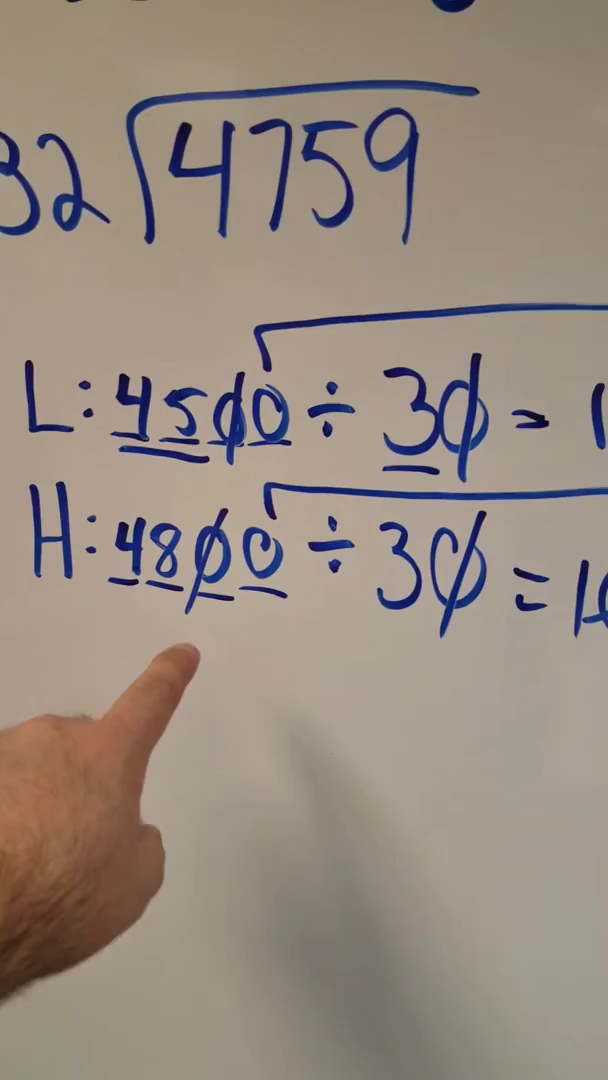 32 4759
L: 4500 ÷ 30 = 1
H: 4800 ÷ 30 = 1